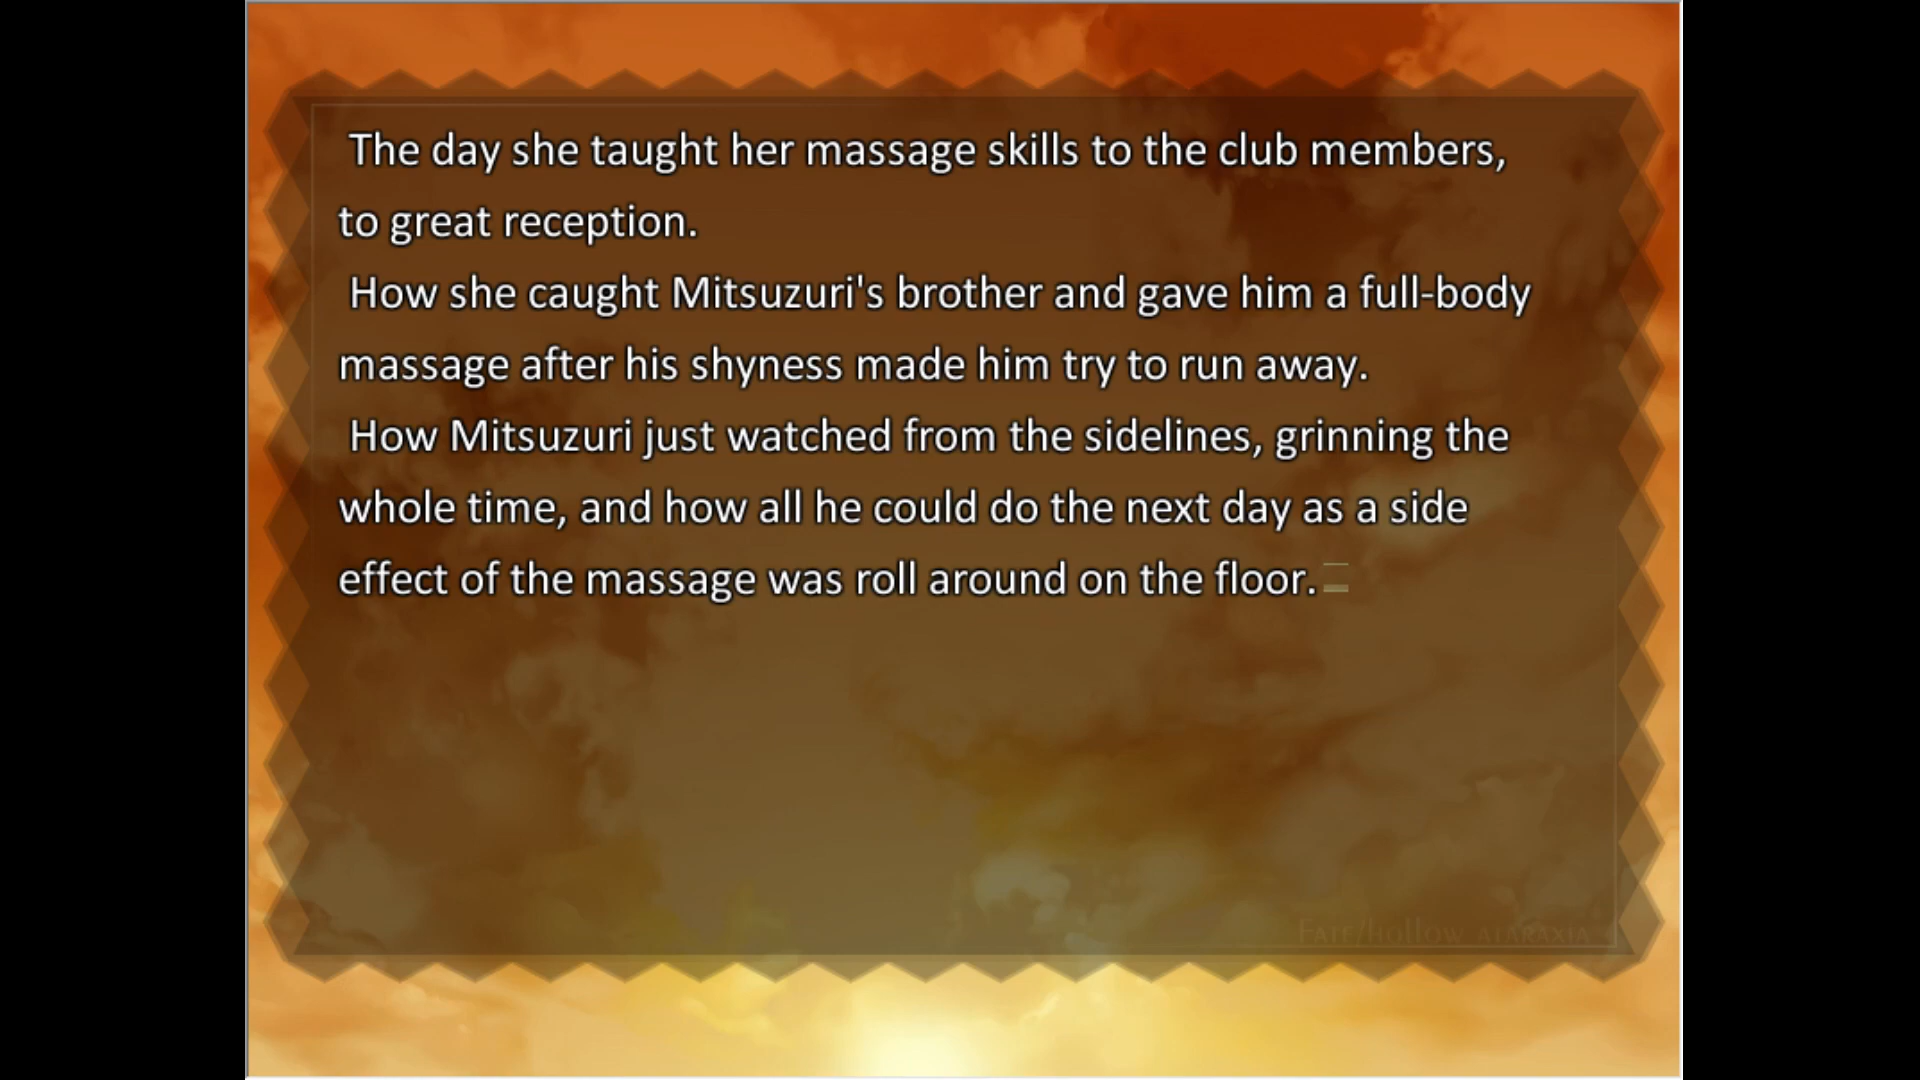 The day she taught her massage skills to the club members,
to great reception.
How she caught Mitsuzuri's brother and gave him a full-body
massage after his shyness made him try to run away.
How Mitsuzuri just watched from the sidelines, grinning the
whole time, and how all he could do the next day as a side
effect of the massage was roll around on the floor.
Fate/hollow ataraxia